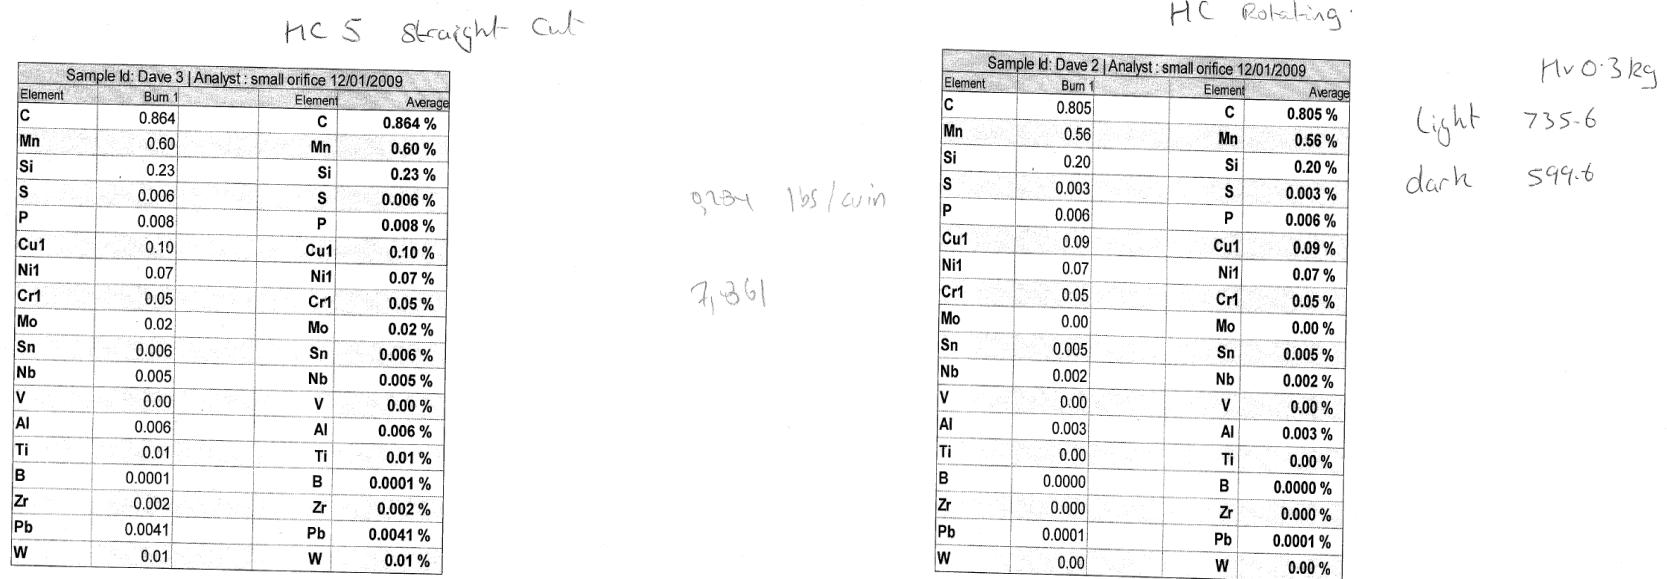 HC 5 Straight Cut
Sample Id: Dave 3 | Analyst : small orifice 12/01/2009
Element Burn 1 Element Average
C 0.864 C 0.864 %
Mn 0.60 Mn 0.60 %
Si 0.23 Si 0.23 %
S 0.006 S 0.006 %
P 0.008 P 0.008 %
Cu1 0.10 Cu1 0.10 %
Ni1 0.07 Ni1 0.07 %
Cr1 0.05 Cr1 0.05 %
Mo 0.02 Mo 0.02 %
Sn 0.006 Sn 0.006 %
Nb 0.005 Nb 0.005 %
V 0.00 V 0.00 %
Al 0.006 Al 0.006 %
Ti 0.01 Ti 0.01 %
B 0.0001 B 0.0001 %
Zr 0.002 Zr 0.002 %
Pb 0.0041 Pb 0.0041 %
W 0.01 W 0.01 %
0,284 lbs/cuin
HC Rotating
Sample Id: Dave 2 | Analyst : small orifice 12/01/2009
Element Burn 1 Element Average
C 0.805 C 0.805 %
Mn 0.56 Mn 0.56 %
Si 0.20 Si 0.20 %
S 0.003 S 0.003 %
P 0.006 P 0.006 %
Cu1 0.09 Cu1 0.09 %
Ni1 0.07 Ni1 0.07 %
Cr1 0.05 Cr1 0.05 %
Mo 0.00 Mo 0.00 %
Sn 0.005 Sn 0.005 %
Nb 0.002 Nb 0.002 %
V 0.00 V 0.00 %
Al 0.003 Al 0.003 %
Ti 0.00 Ti 0.00 %
B 0.0000 B 0.0000 %
Zr 0.000 Zr 0.000 %
Pb 0.0001 Pb 0.0001 %
W 0.00 W 0.00 %
Hv 0.3 kg
light 735.6
dark 599.6